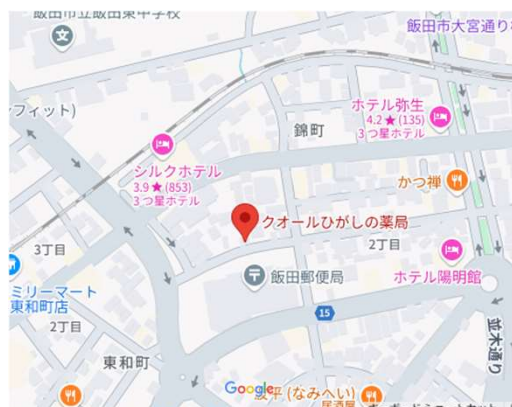 飯田市立飯田東中学校
飯田市大宮通り
フィット)
ホテル弥生
4.2★(135)
3つ星ホテル
錦町
シルクホテル
3.9★(853)
3つ星ホテル
かつ禅
クオールひがしの薬局
3丁目
2丁目
飯田郵便局
ホテル陽明館
ミリーマート
東和町店
2丁目
15
並木通り
東和町
Google
波平 (なみへい)
居酒屋